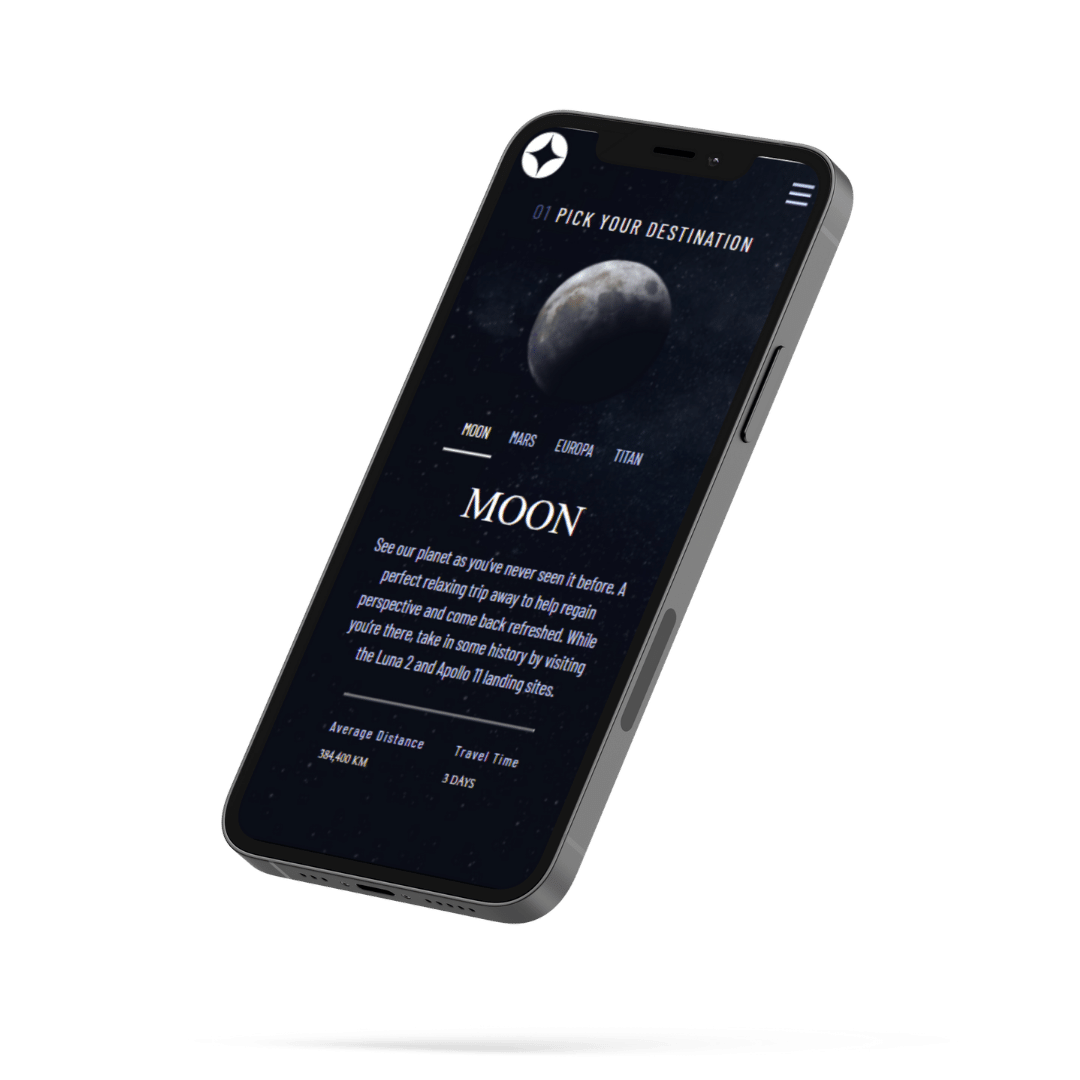 01 PICK YOUR DESTINATION
MOON MARS EUROPA TITAN
MOON
See our planet as you've never seen it before. A
perfect relaxing trip away to help regain
perspective and come back refreshed. While
you're there, take in some history by visiting
the Luna 2 and Apollo 11 landing sites.
Average Distance Travel Time
384,400 KM 3 DAYS